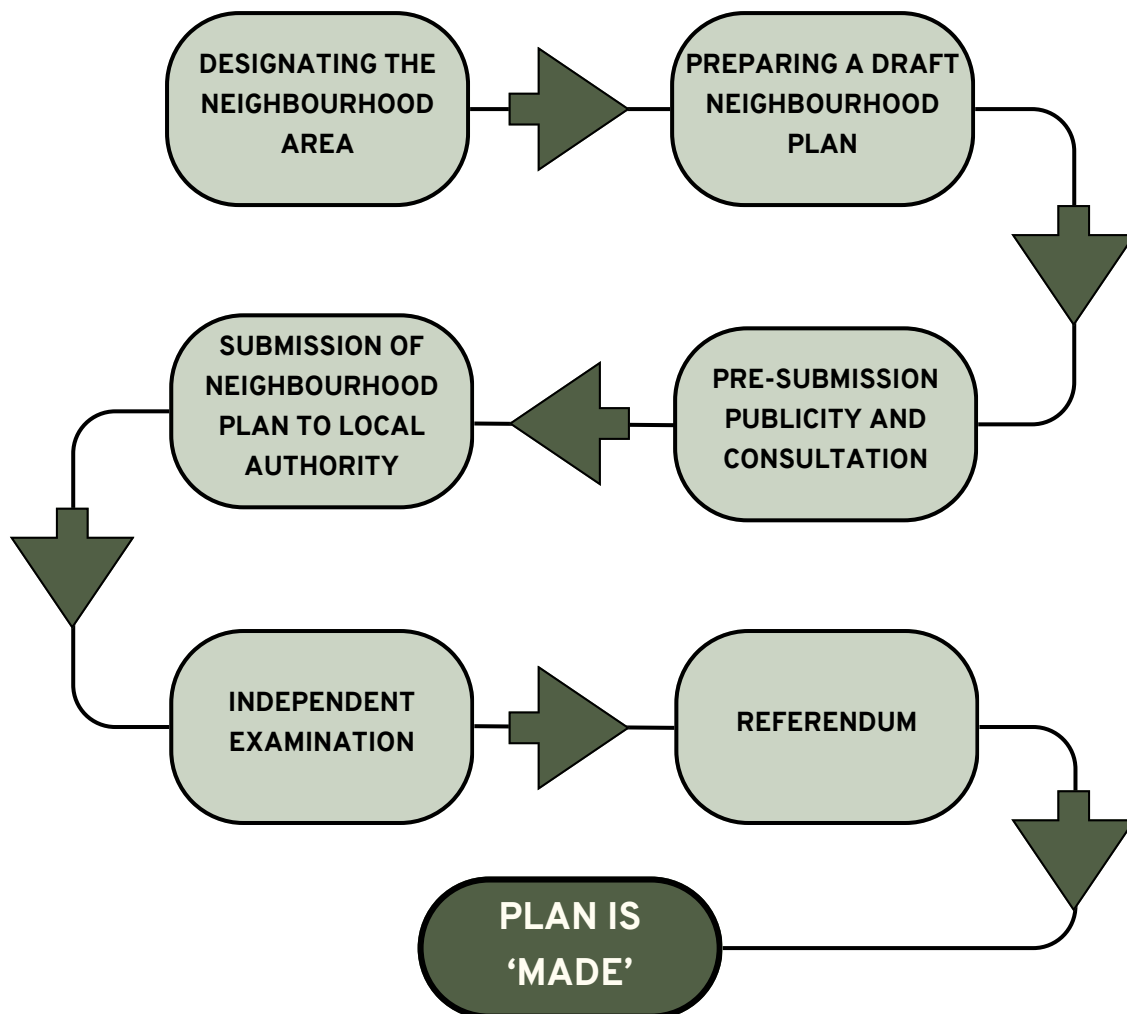 DESIGNATING THE
NEIGHBOURHOOD
AREA
PREPARING A DRAFT
NEIGHBOURHOOD
PLAN
PRE-SUBMISSION
PUBLICITY AND
CONSULTATION
SUBMISSION OF
NEIGHBOURHOOD
PLAN TO LOCAL
AUTHORITY
INDEPENDENT
EXAMINATION
REFERENDUM
PLAN IS
‘MADE’